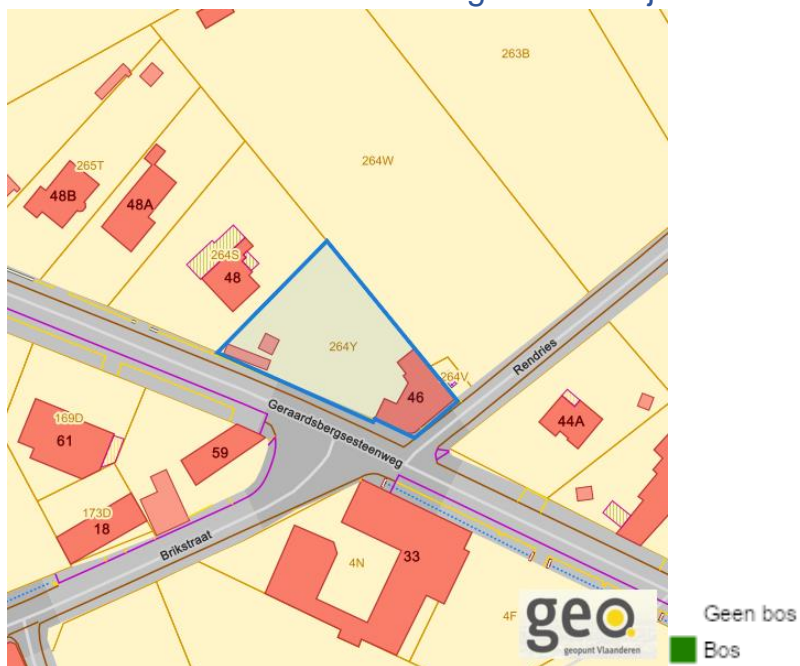 263B
264W
265T
48B
48A
264S
48
264Y
264V
46
Rendries
44A
Geraardsbergsesteenweg
169D
61
59
173D
18
Brikstraat
4N
33
4F
geo
geopunt Vlaanderen
Geen bos
Bos